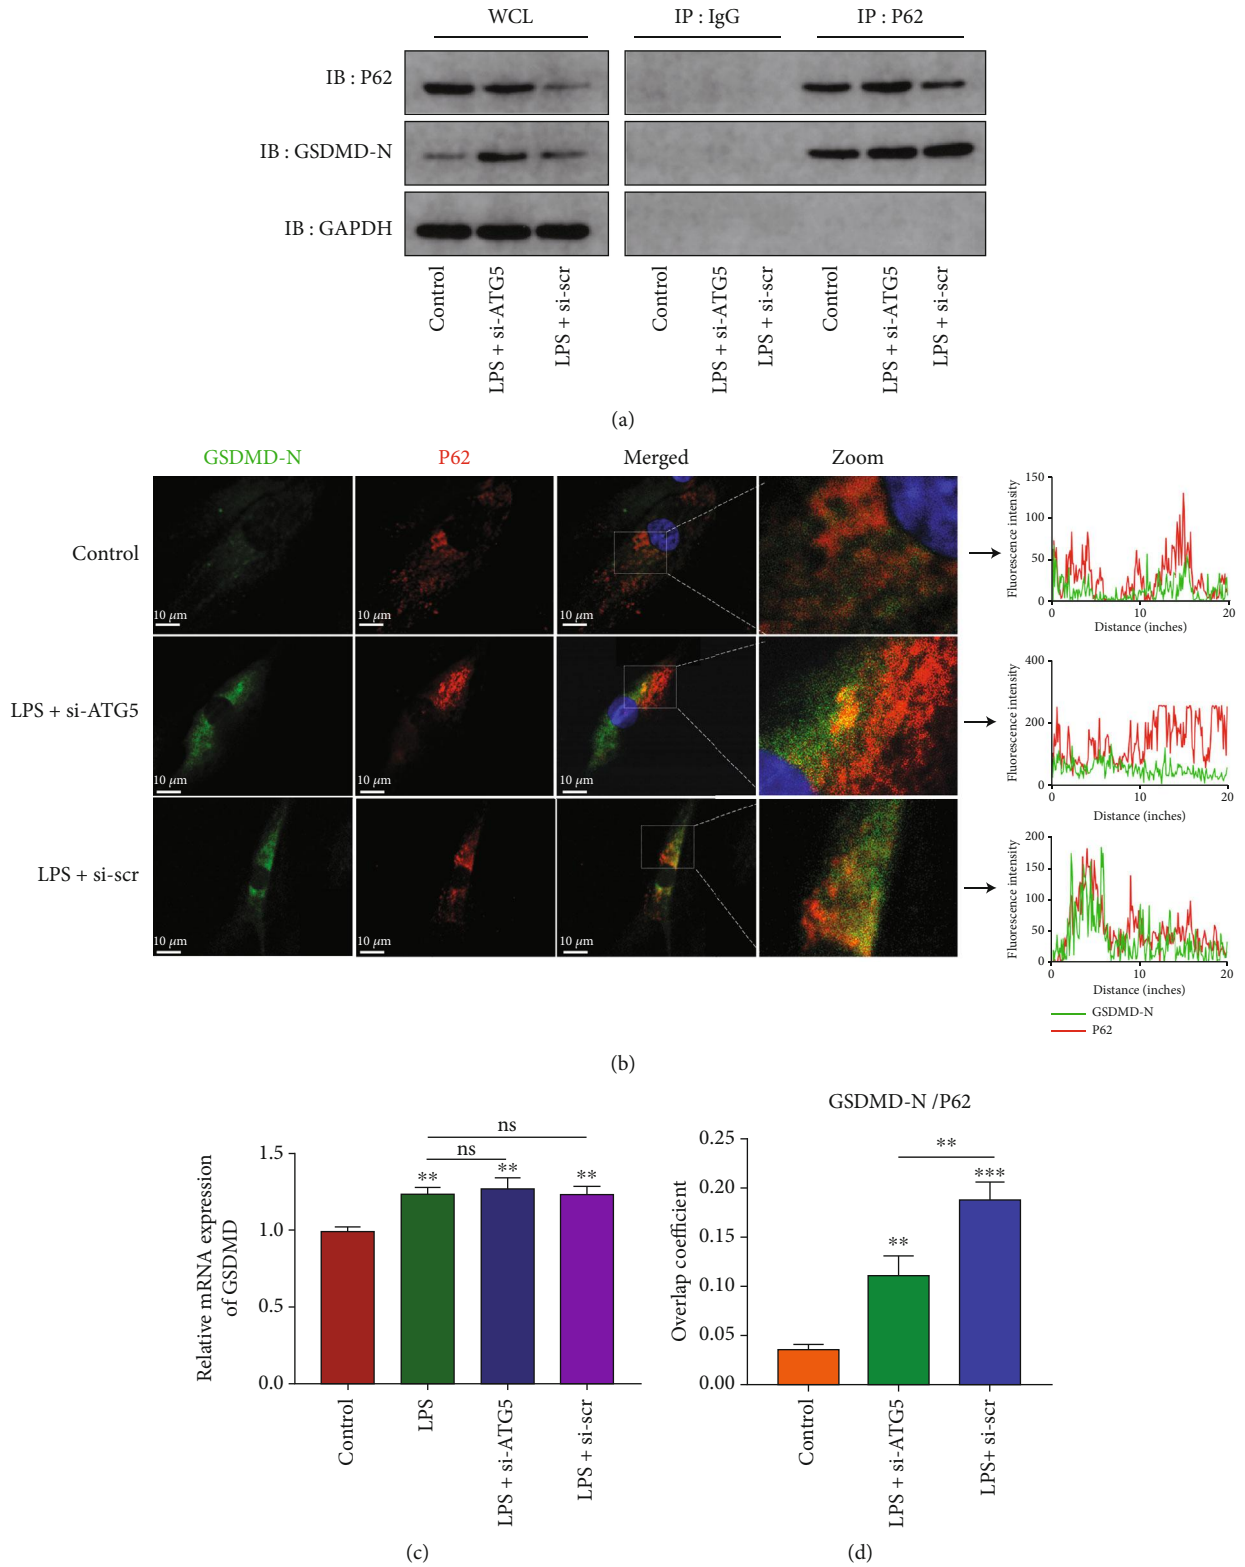 WCL IP : IgG IP : P62
IB : P62
IB : GSDMD-N
IB : GAPDH
Control
LPS + si-ATG5
LPS + si-scr
Control
LPS + si-ATG5
LPS + si-scr
Control
LPS + si-ATG5
LPS + si-scr
(a)
GSDMD-N P62 Merged Zoom
Control
10 μm 10 μm 10 μm
LPS + si-ATG5
10 μm 10 μm 10 μm
LPS + si-scr
10 μm 10 μm 10 μm
Fluorescence intensity
150
100
50
0
0 10 20
Distance (inches)
Fluorescence intensity
400
200
0
0 10 20
Distance (inches)
Fluorescence intensity
200
150
100
50
0
0 10 20
Distance (inches)
GSDMD-N
P62
(b)
Relative mRNA expression
of GSDMD
1.5
1.0
0.5
0.0
ns
ns
** ** **
Control
LPS
LPS + si-ATG5
LPS + si-scr
(c)
GSDMD-N /P62
Overlap coefficient
0.25
0.20
0.15
0.10
0.05
0.00
**
**
***
Control
LPS + si-ATG5
LPS+ si-scr
(d)